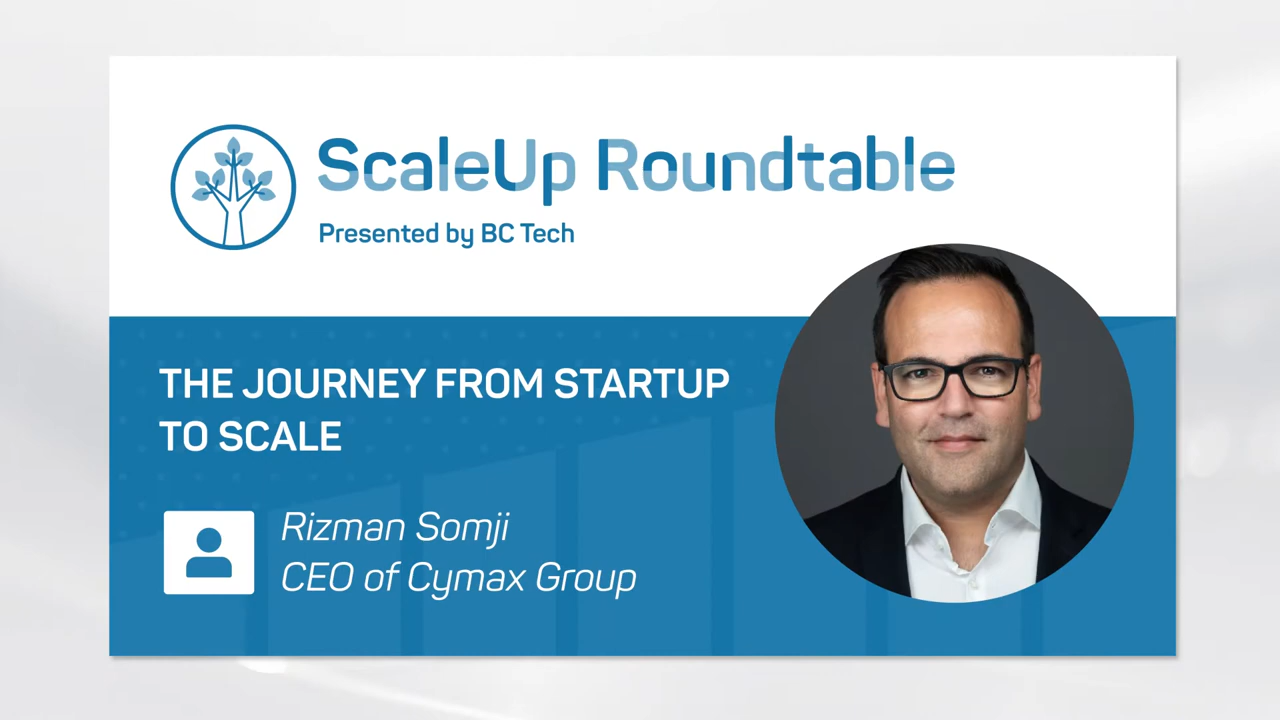 ScaleUp Roundtable
Presented by BC Tech
THE JOURNEY FROM STARTUP
TO SCALE
Rizman Somji
CEO of Cymax Group